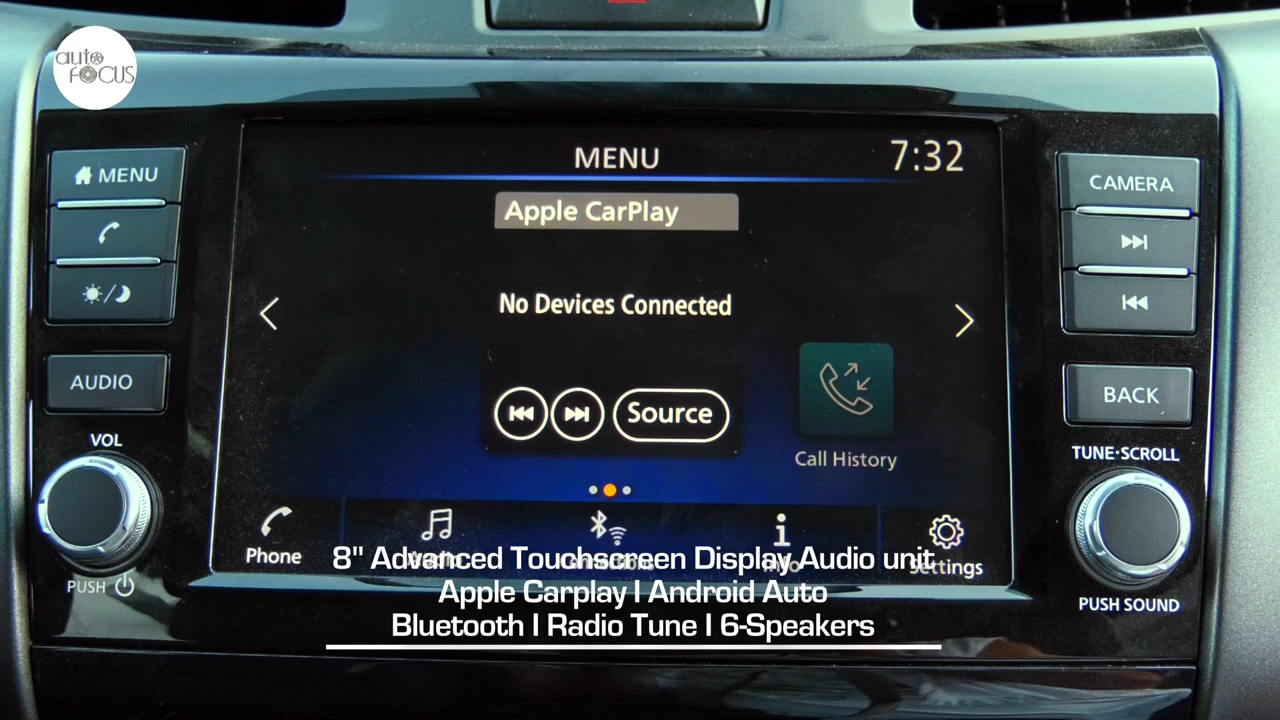 auto
FOCUS
MENU
7:32
MENU
CAMERA
Apple CarPlay
No Devices Connected
AUDIO
BACK
Source
VOL
TUNE·SCROLL
Call History
Phone
Settings
PUSH
PUSH SOUND
8" Advanced Touchscreen Display Audio unit
Apple Carplay | Android Auto
Bluetooth | Radio Tune | 6-Speakers